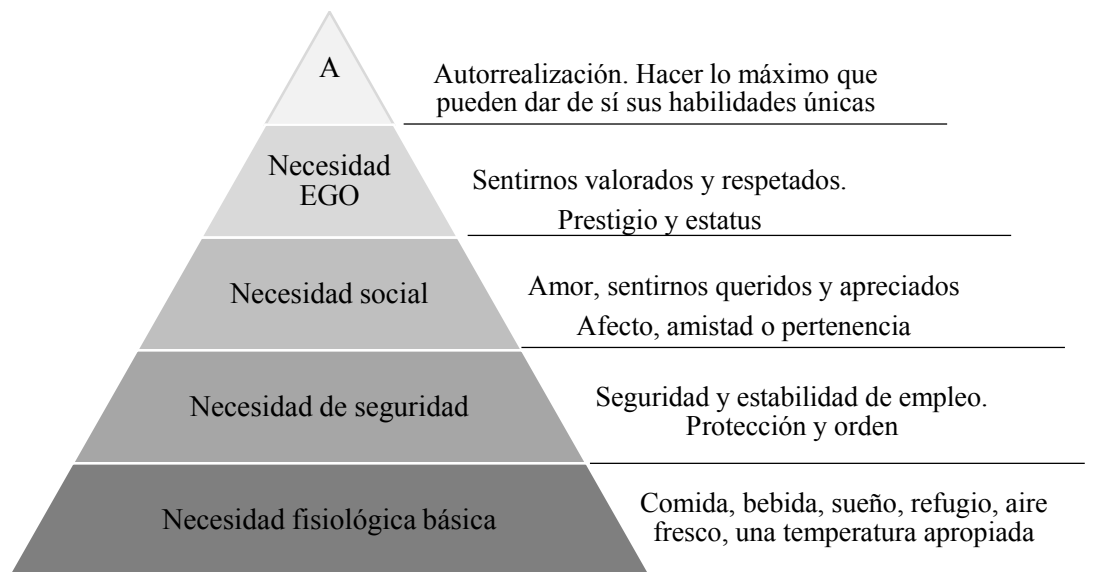 A
Autorrealización. Hacer lo máximo que
pueden dar de sí sus habilidades únicas
Necesidad
EGO
Sentirnos valorados y respetados.
Prestigio y estatus
Necesidad social
Amor, sentirnos queridos y apreciados
Afecto, amistad o pertenencia
Necesidad de seguridad
Seguridad y estabilidad de empleo.
Protección y orden
Necesidad fisiológica básica
Comida, bebida, sueño, refugio, aire
fresco, una temperatura apropiada